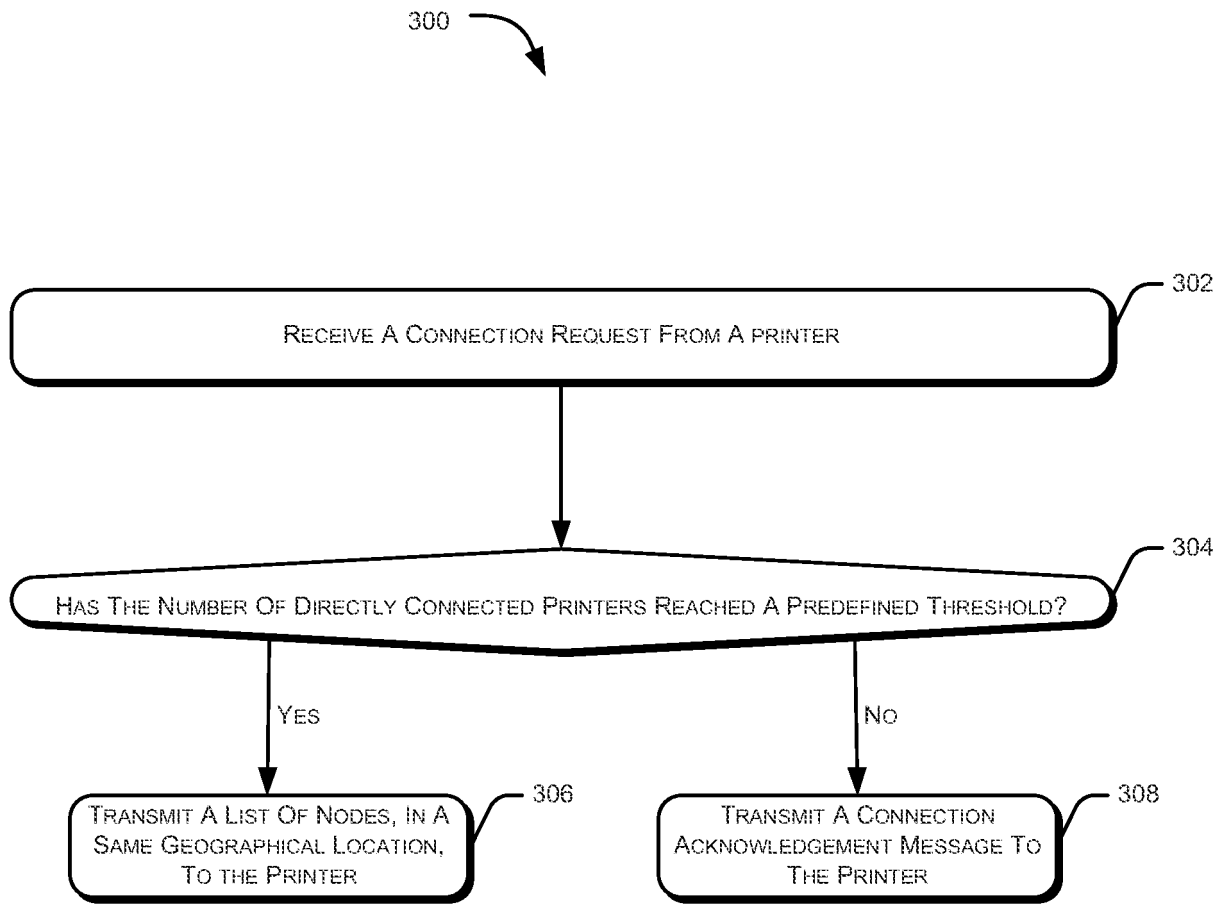 300
302
RECEIVE A CONNECTION REQUEST FROM A PRINTER
304
HAS THE NUMBER OF DIRECTLY CONNECTED PRINTERS REACHED A PREDEFINED THRESHOLD?
YES
NO
306
308
TRANSMIT A LIST OF NODES, IN A
SAME GEOGRAPHICAL LOCATION,
TO THE PRINTER
TRANSMIT A CONNECTION
ACKNOWLEDGEMENT MESSAGE TO
THE PRINTER